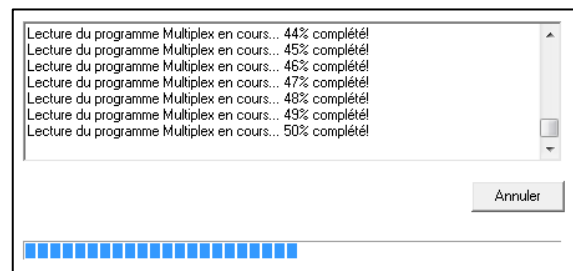 Lecture du programme Multiplex en cours... 44% complété!
Lecture du programme Multiplex en cours... 45% complété!
Lecture du programme Multiplex en cours... 46% complété!
Lecture du programme Multiplex en cours... 47% complété!
Lecture du programme Multiplex en cours... 48% complété!
Lecture du programme Multiplex en cours... 49% complété!
Lecture du programme Multiplex en cours... 50% complété!
Annuler